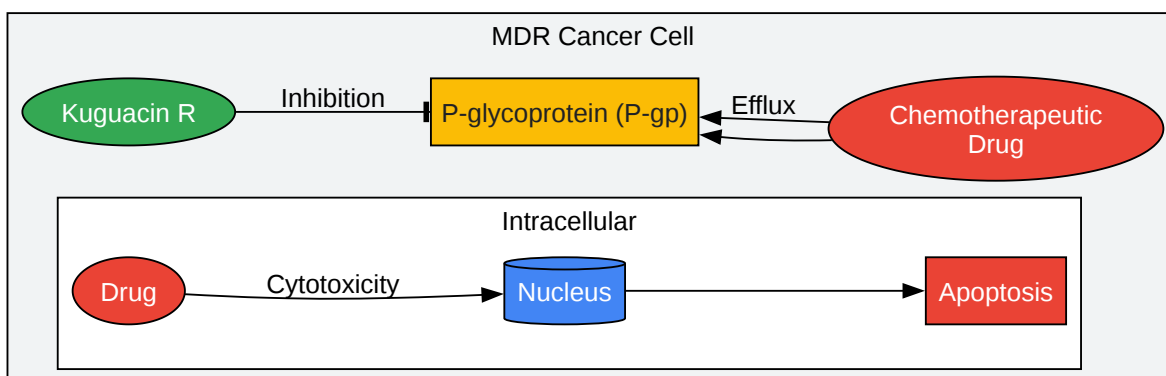 MDR Cancer Cell
Kuguacin R
Inhibition
P-glycoprotein (P-gp)
Efflux
Chemotherapeutic
Drug
Intracellular
Drug
Cytotoxicity
Nucleus
Apoptosis